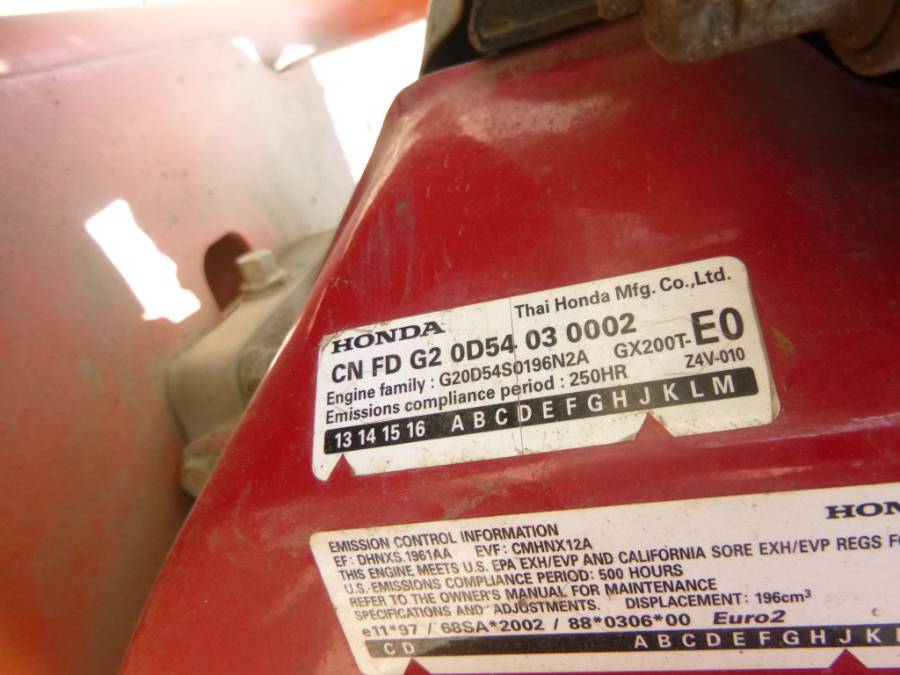 HONDA Thai Honda Mfg. Co.,Ltd.
CN FD G2 0D54 03 0002
Engine family : G20D54S0196N2A GX200T-E0
Emissions compliance period : 250HR Z4V-010
13 14 15 16 A B C D E F G H J K L M
HONDA
EMISSION CONTROL INFORMATION
EF: DHNXS.1961AA EVF: CMHNX12A
THIS ENGINE MEETS U.S. EPA EXH/EVP AND CALIFORNIA SORE EXH/EVP REGS
U.S. EMISSIONS COMPLIANCE PERIOD: 500 HOURS
REFER TO THE OWNER'S MANUAL FOR MAINTENANCE
SPECIFICATIONS AND ADJUSTMENTS. DISPLACEMENT: 196cm³
e11*97 / 68SA*2002 / 88*0306*00 Euro2
C D A B C D E F G H J K